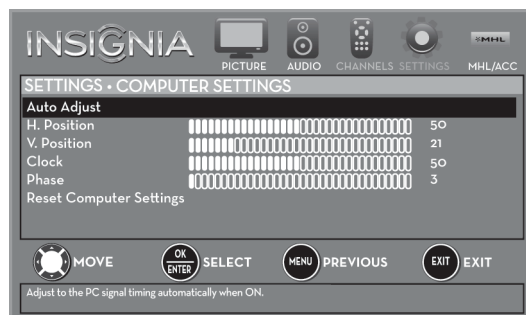 INSIGNIA
PICTURE AUDIO CHANNELS SETTINGS MHL/ACC
MHL
SETTINGS • COMPUTER SETTINGS
Auto Adjust
H. Position 50
V. Position 21
Clock 50
Phase 3
Reset Computer Settings
MOVE OK ENTER SELECT MENU PREVIOUS EXIT EXIT
Adjust to the PC signal timing automatically when ON.